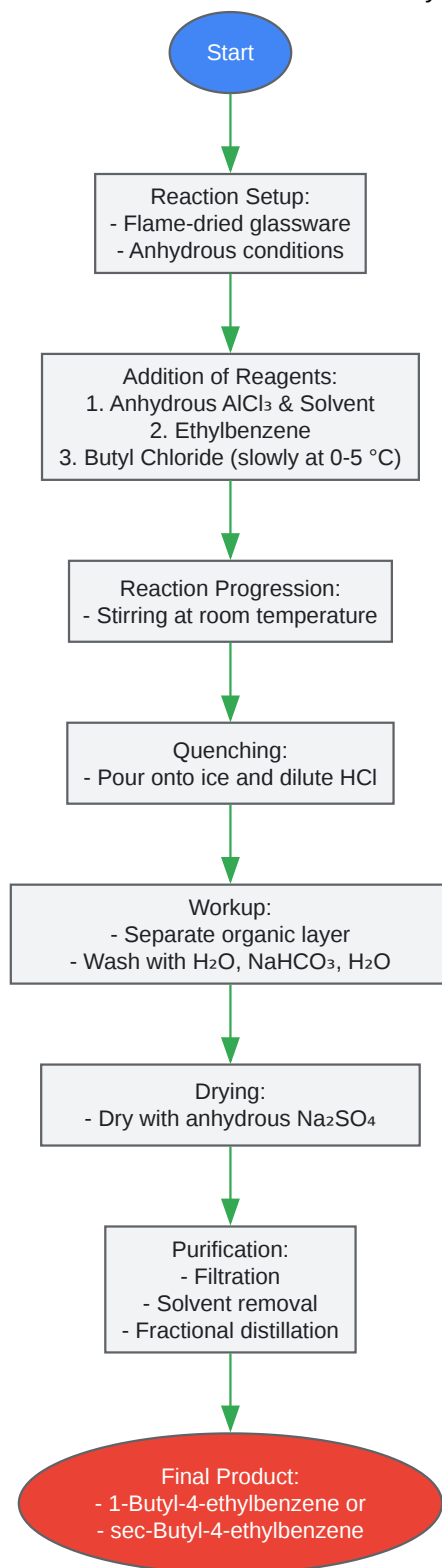 Start
Reaction Setup:
- Flame-dried glassware
- Anhydrous conditions
Addition of Reagents:
1. Anhydrous AlCl₃ & Solvent
2. Ethylbenzene
3. Butyl Chloride (slowly at 0-5 °C)
Reaction Progression:
- Stirring at room temperature
Quenching:
- Pour onto ice and dilute HCl
Workup:
- Separate organic layer
- Wash with H₂O, NaHCO₃, H₂O
Drying:
- Dry with anhydrous Na₂SO₄
Purification:
- Filtration
- Solvent removal
- Fractional distillation
Final Product:
- 1-Butyl-4-ethylbenzene or
- sec-Butyl-4-ethylbenzene